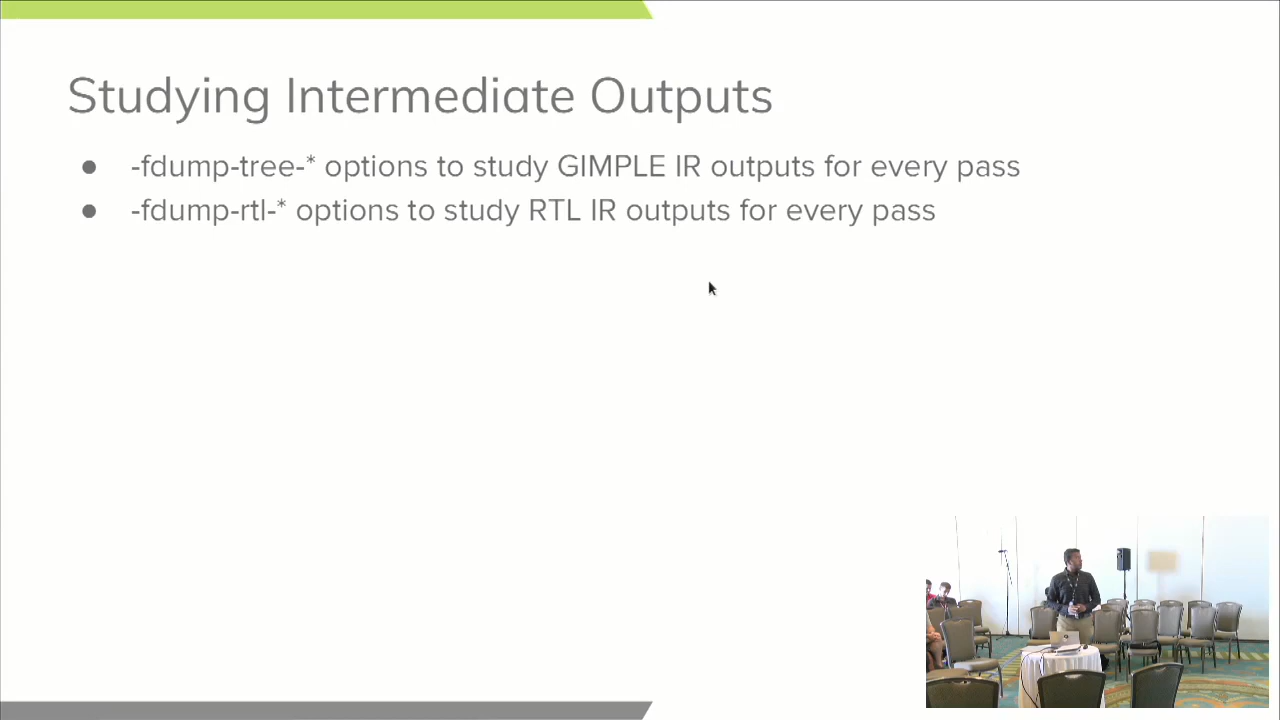 Studying Intermediate Outputs
● -fdump-tree-* options to study GIMPLE IR outputs for every pass
● -fdump-rtl-* options to study RTL IR outputs for every pass